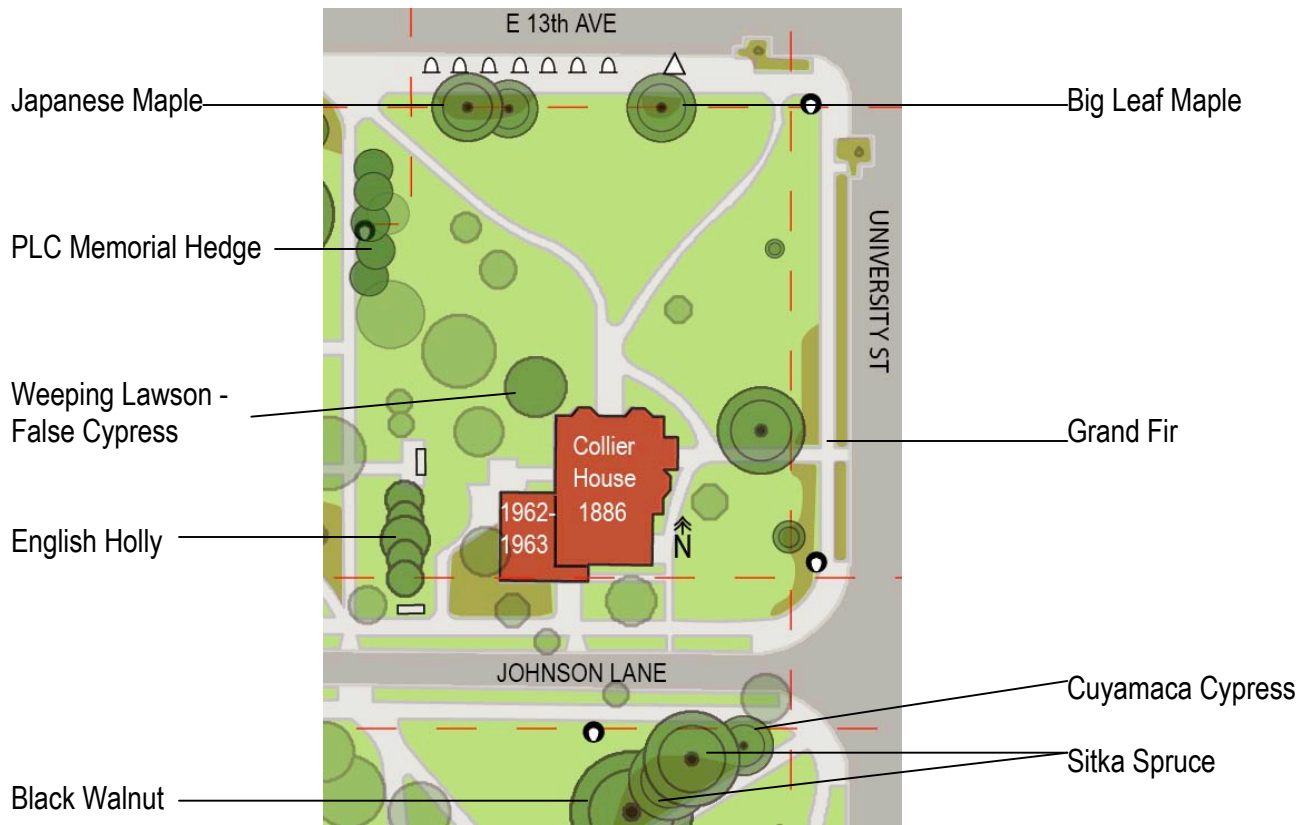 E 13th AVE
Japanese Maple
Big Leaf Maple
PLC Memorial Hedge
UNIVERSITY ST
Weeping Lawson -
False Cypress
Grand Fir
Collier
House
1886
1962-
1963
N
English Holly
JOHNSON LANE
Cuyamaca Cypress
Sitka Spruce
Black Walnut